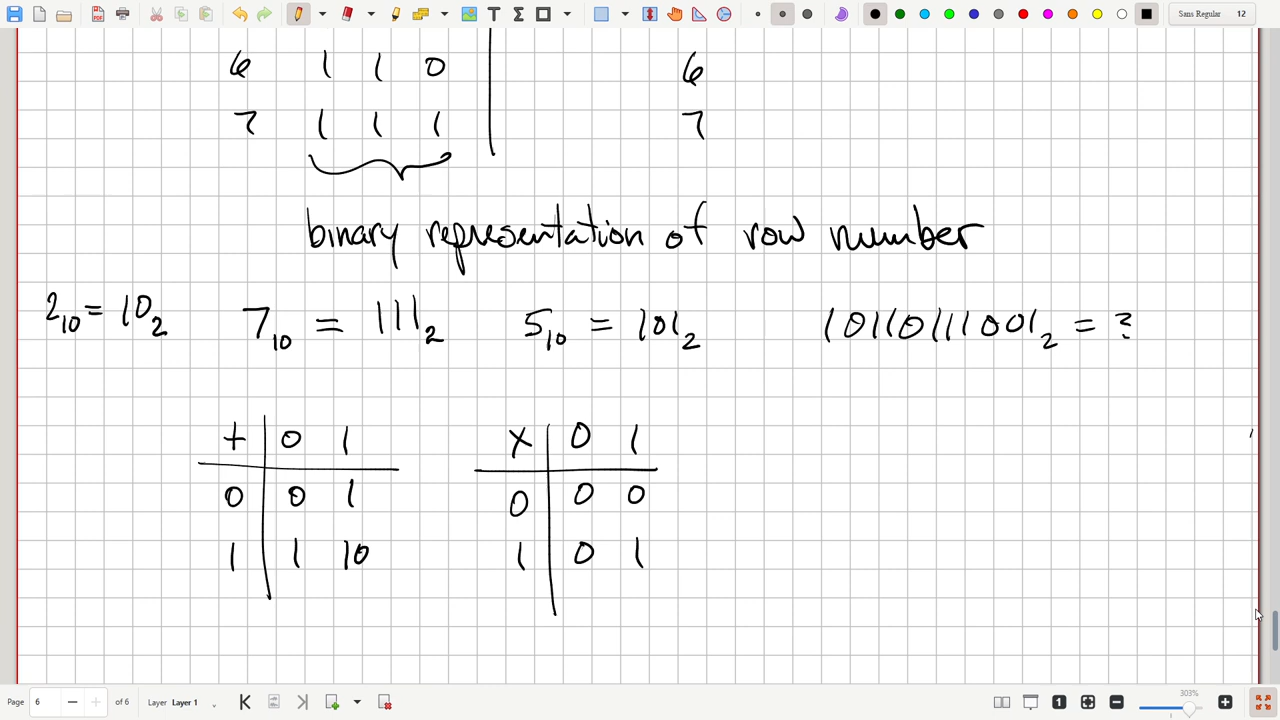 Sans Regular 12
6 1 1 0 6
7 1 1 1 7
binary representation of row number
2₁₀ = 10₂ 7₁₀ = 111₂ 5₁₀ = 101₂ 10110111001₂ = ?
+ 0 1 × 0 1
0 0 1 0 0 0
1 1 10 1 0 1
Page 6 of 6 Layer Layer 1 303%